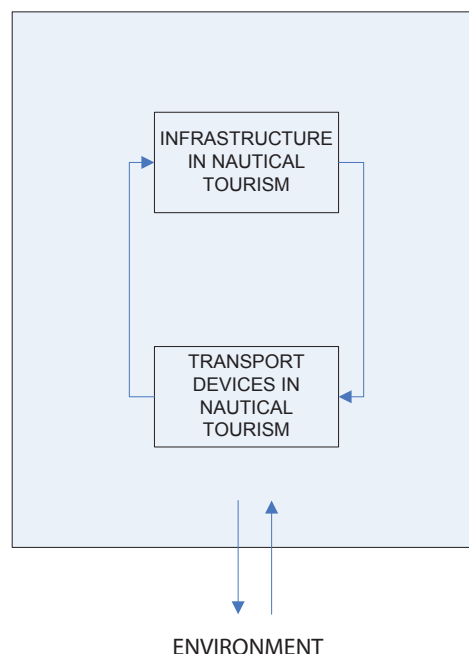 INFRASTRUCTURE
IN NAUTICAL
TOURISM
TRANSPORT
DEVICES IN
NAUTICAL
TOURISM
ENVIRONMENT